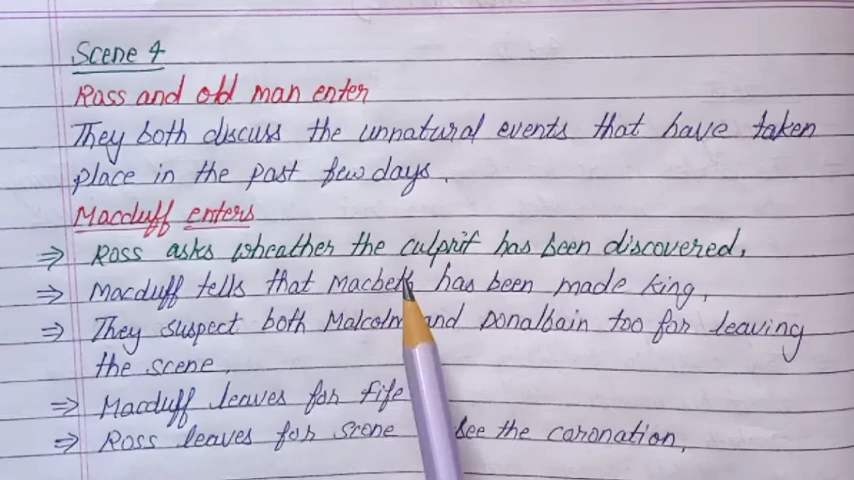 Scene 4
Ross and old man enter
They both discuss the unnatural events that have taken
place in the past few days.
Macduff enters
⇒ Ross asks wheather the culprit has been discovered.
⇒ Macduff tells that Macbeth has been made king.
⇒ They suspect both Malcolm and Donalbain too for leaving
the scene.
⇒ Macduff leaves for fife
⇒ Ross leaves for scone see the coronation.